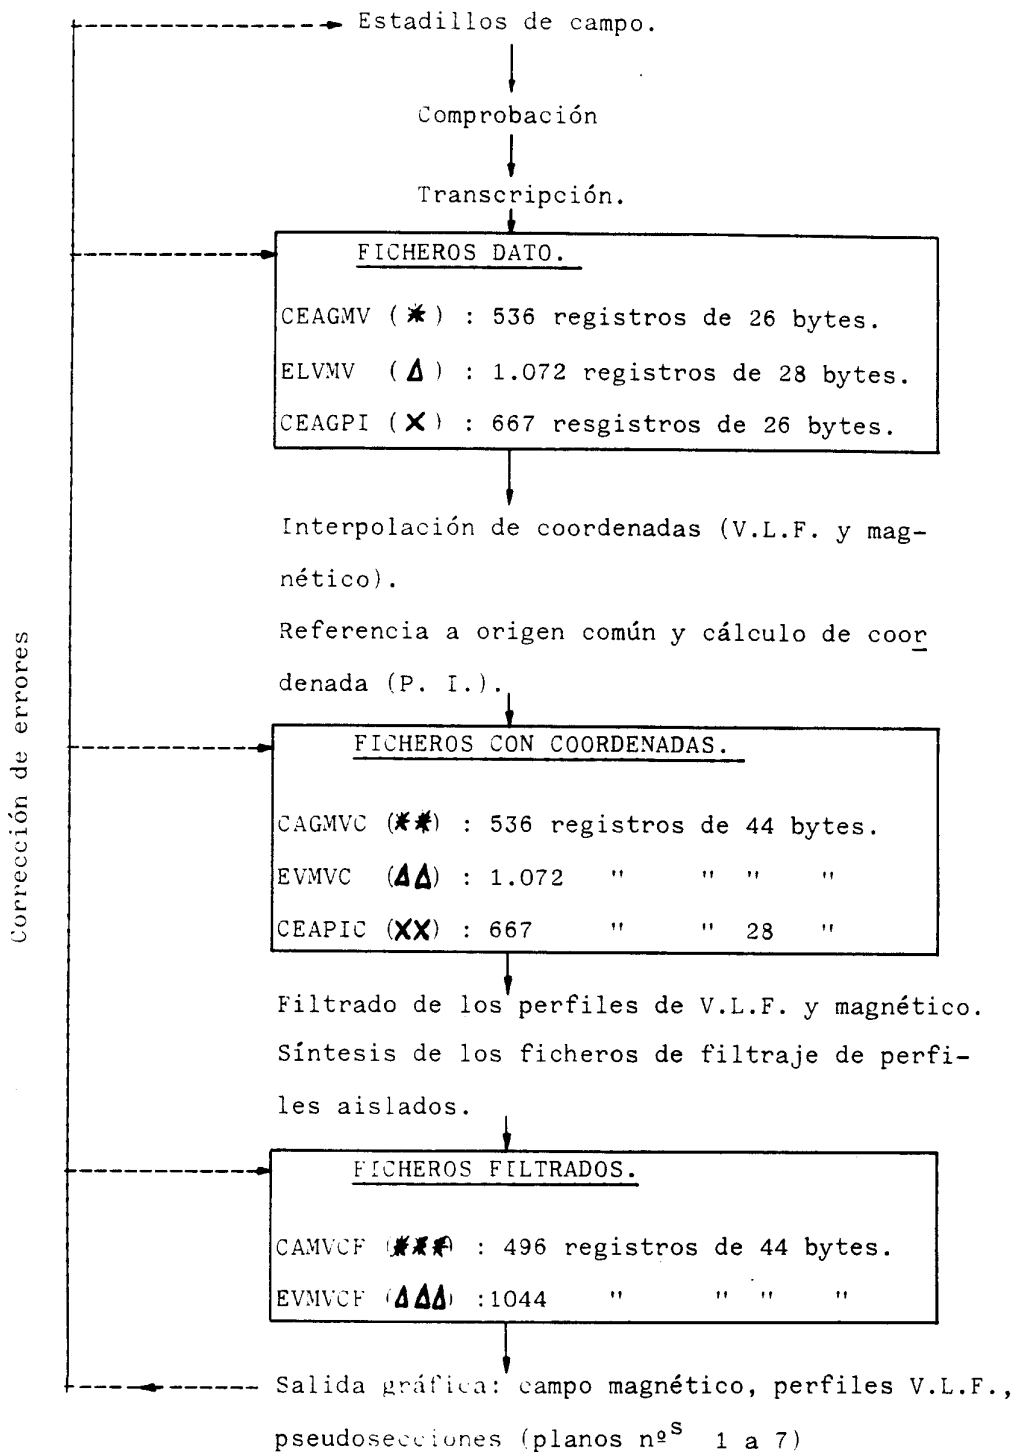 Estadillos de campo.
Comprobación
Transcripción.
FICHEROS DATO.
CEAGMV (*) : 536 registros de 26 bytes.
ELVMV (Δ) : 1.072 registros de 28 bytes.
CEAGPI (X) : 667 resgistros de 26 bytes.
Interpolación de coordenadas (V.L.F. y mag-
nético).
Referencia a origen común y cálculo de coor
denada (P. I.).
FICHEROS CON COORDENADAS.
CAGMVC (**) : 536 registros de 44 bytes.
EVMVC (ΔΔ) : 1.072 " " " "
CEAPIC (XX) : 667 " " 28 "
Filtrado de los perfiles de V.L.F. y magnético.
Síntesis de los ficheros de filtraje de perfi-
les aislados.
FICHEROS FILTRADOS.
CAMVCF (***) : 496 registros de 44 bytes.
EVMVCF (ΔΔΔ) :1044 " " " "
Salida gráfica: campo magnético, perfiles V.L.F.,
pseudosecciones (planos nºs 1 a 7)
Corrección de errores